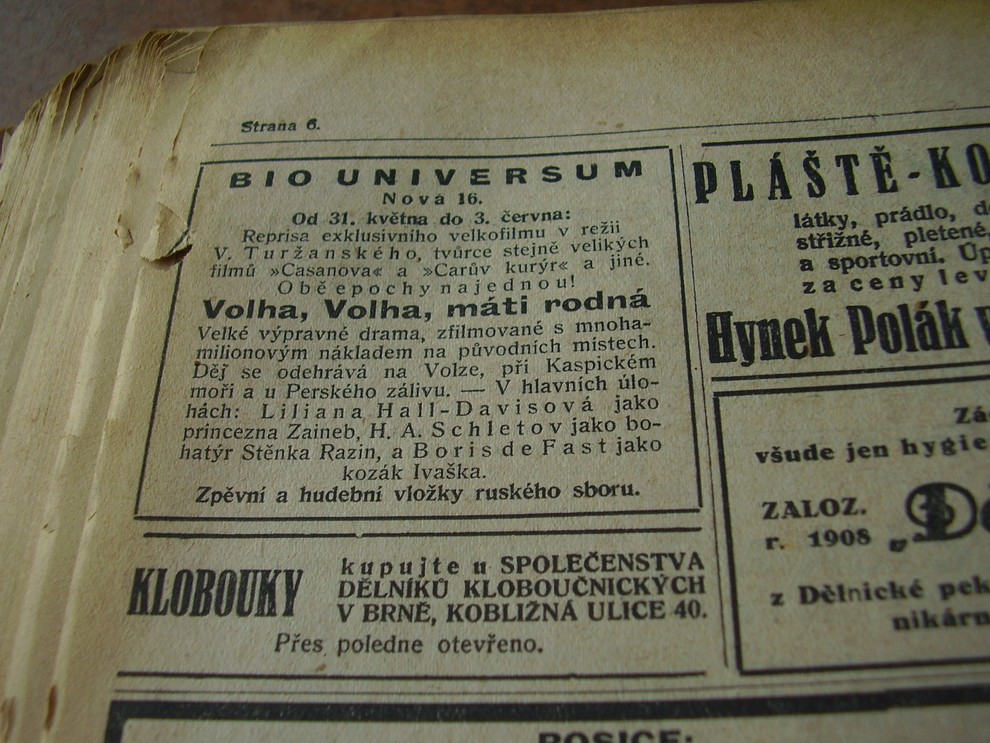 Strana 6.
BIO UNIVERSUM
Nová 16.
Od 31. května do 3. června:
Reprisa exklusivního velkofilmu v režii
V. Turžanského, tvůrce stejně velikých
filmů »Casanova« a »Carův kurýr« a jiné.
Obě epochy najednou!
Volha, Volha, máti rodná
Velké výpravné drama, zfilmované s mnoha-
milionovým nákladem na původních místech.
Děj se odehrává na Volze, při Kaspickém
moři a u Perského zálivu. — V hlavních úlo-
hách: Liliana Hall-Davisová jako
princezna Zaineb, H. A. Schletov jako bo-
hatýr Stěnka Razin, a Boris de Fast jako
kozák Ivaška.
Zpěvní a hudební vložky ruského sboru.
KLOBOUKY
kupujte u SPOLEČENSTVA
DĚLNÍKŮ KLOBOUČNICKÝCH
V BRNĚ, KOBLIŽNÁ ULICE 40.
Přes poledne otevřeno.
PLÁŠTĚ-KO
látky, prádlo, d
střižné, pletené,
a sportovní. Úp
za ceny lev
Hynek Polák
Zá
všude jen hygie
ZALOZ.
r. 1908
z Dělnické pek
nikárn
ROSICE: